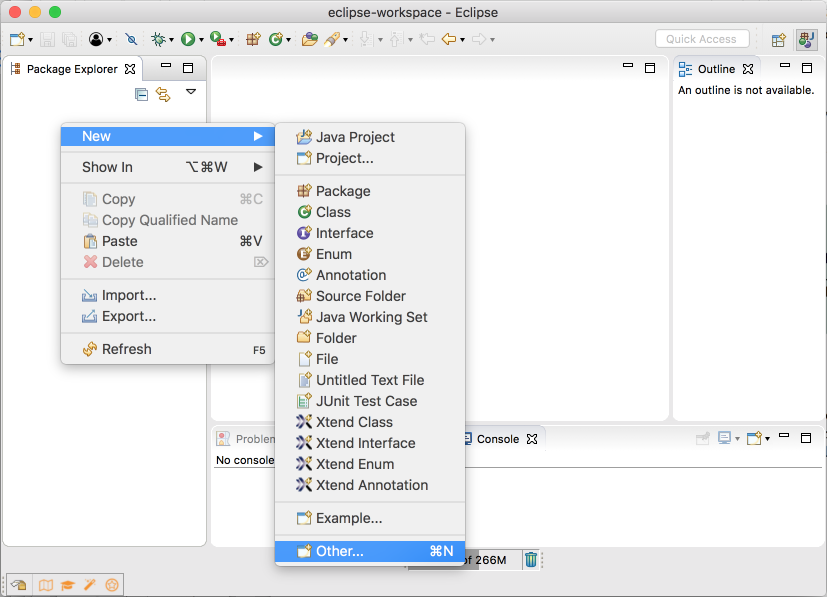 eclipse-workspace - Eclipse
Quick Access
Package Explorer
Outline
An outline is not available.
New
Show In ⌥⌘W
Copy ⌘C
Copy Qualified Name
Paste ⌘V
Delete ⌦
Import...
Export...
Refresh F5
Java Project
Project...
Package
Class
Interface
Enum
Annotation
Source Folder
Java Working Set
Folder
File
Untitled Text File
JUnit Test Case
Xtend Class
Xtend Interface
Xtend Enum
Xtend Annotation
Example...
Other... ⌘N
Problem
Console
No console
of 266M